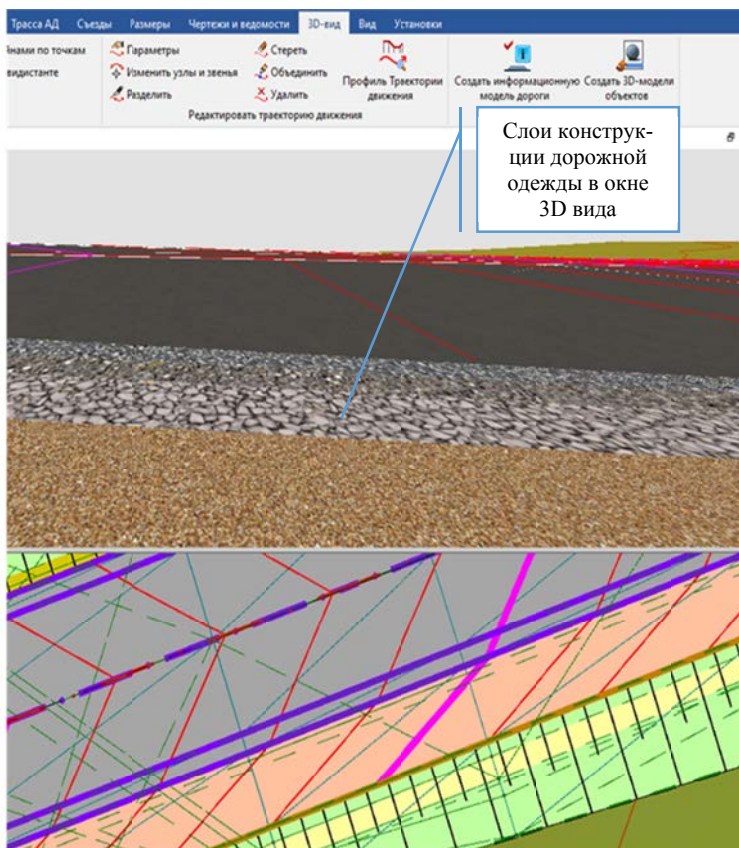 Трасса АД Съезды Размеры Чертежи и ведомости 3D-вид Вид Установки
йнами по точкам
видистанте
Параметры
Изменить узлы и звенья
Разделить
Стереть
Объединить
Удалить
Профиль Траектории
движения
Редактировать траекторию движения
Создать информационную
модель дороги
Создать 3D-модели
объектов
Слои конструк-
ции дорожной
одежды в окне
3D вида